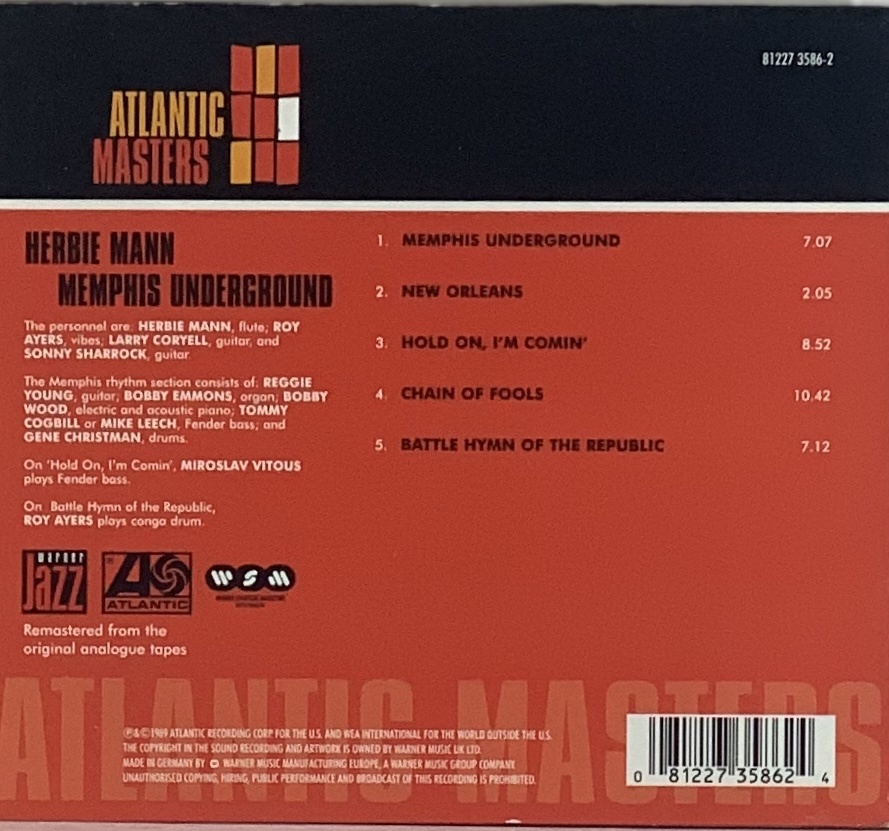 81227 3586-2
ATLANTIC
MASTERS
HERBIE MANN
MEMPHIS UNDERGROUND
The personnel are: HERBIE MANN, flute; ROY
AYERS, vibes; LARRY CORYELL, guitar, and
SONNY SHARROCK, guitar.
The Memphis rhythm section consists of: REGGIE
YOUNG, guitar; BOBBY EMMONS, organ; BOBBY
WOOD, electric and acoustic piano; TOMMY
COGBILL or MIKE LEECH, Fender bass; and
GENE CHRISTMAN, drums.
On 'Hold On, I'm Comin', MIROSLAV VITOUS
plays Fender bass.
On Battle Hymn of the Republic,
ROY AYERS plays conga drum.
1. MEMPHIS UNDERGROUND 7.07
2. NEW ORLEANS 2.05
3. HOLD ON, I'M COMIN' 8.52
4. CHAIN OF FOOLS 10.42
5. BATTLE HYMN OF THE REPUBLIC 7.12
warner
Jazz
ATLANTIC
WSM
Remastered from the
original analogue tapes
ATLANTIC MASTERS
℗&©1969 ATLANTIC RECORDING CORP FOR THE U.S. AND WEA INTERNATIONAL FOR THE WORLD OUTSIDE THE U.S.
THE COPYRIGHT IN THE SOUND RECORDING AND ARTWORK IS OWNED BY WARNER MUSIC UK LTD.
MADE IN GERMANY BY WARNER MUSIC MANUFACTURING EUROPE, A WARNER MUSIC GROUP COMPANY.
UNAUTHORISED COPYING, HIRING, PUBLIC PERFORMANCE AND BROADCAST OF THIS RECORDING IS PROHIBITED.
0 81227 35862 4